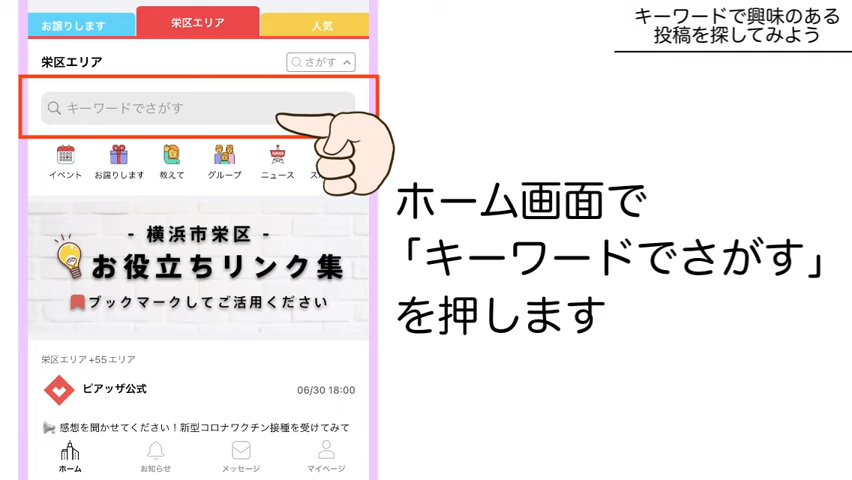 お譲りします
栄区エリア
人気
キーワードで興味のある
投稿を探してみよう
栄区エリア
さがす
キーワードでさがす
イベント
お譲りします
教えて
グループ
ニュース
ホーム画面で
「キーワードでさがす」
を押します
- 横浜市栄区 -
お役立ちリンク集
ブックマークしてご活用ください
栄区エリア+55エリア
ピアッザ公式
06/30 18:00
感想を聞かせてください！新型コロナワクチン接種を受けてみて
ホーム
お知らせ
メッセージ
マイページ